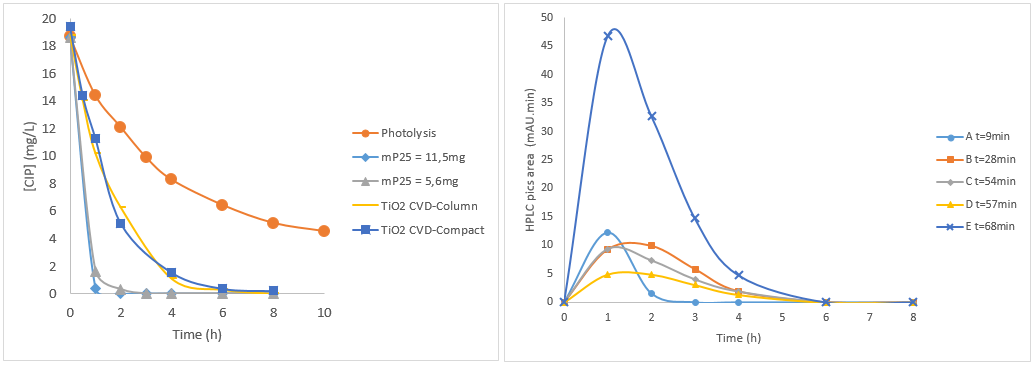 20
18
16
14
12
10
8
6
4
2
0
[CIP] (mg/L)
0 2 4 6 8 10
Time (h)
Photolysis
mP25 = 11,5mg
mP25 = 5,6mg
TiO2 CVD-Column
TiO2 CVD-Compact
50
45
40
35
30
25
20
15
10
5
0
HPLC pics area (mAU.min)
0 1 2 3 4 5 6 7 8
Time (h)
A t=9min
B t=28min
C t=54min
D t=57min
E t=68min